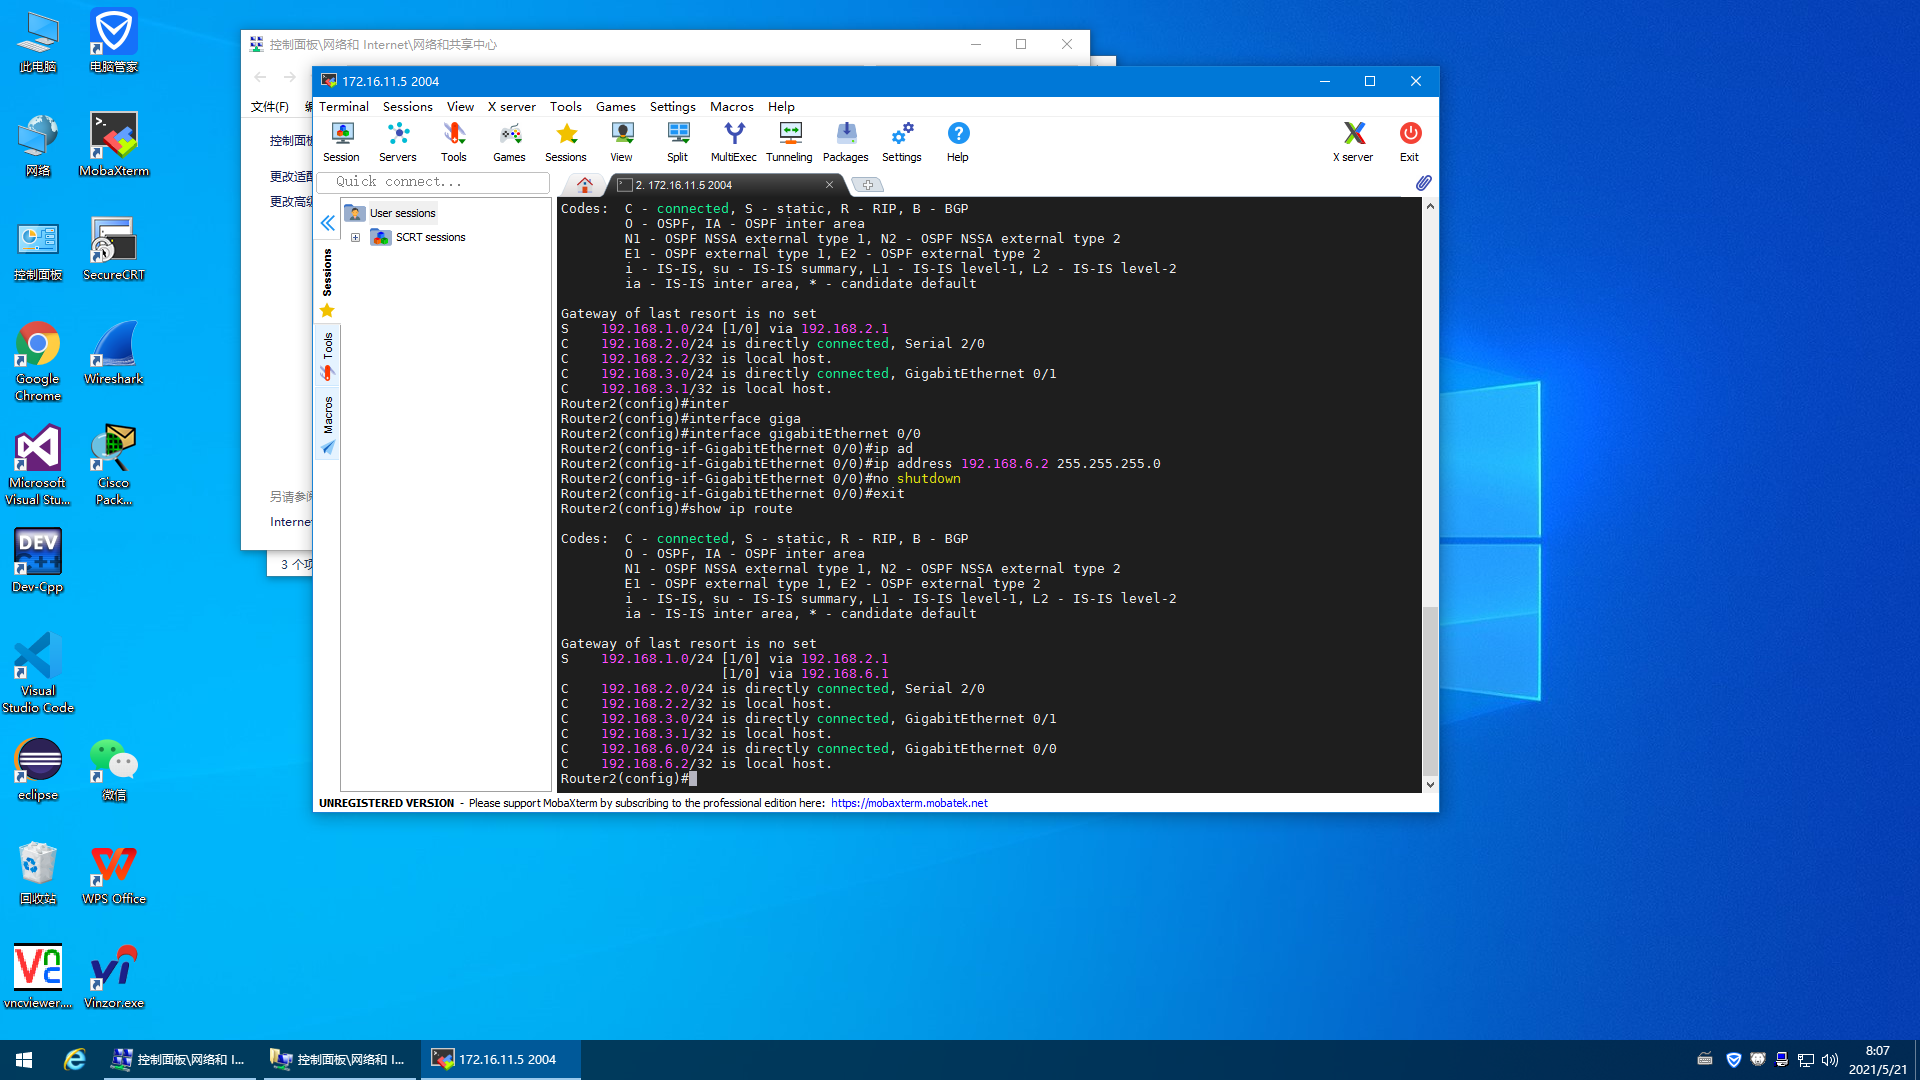 此电脑
电脑管家
网络
MobaXterm
控制面板
SecureCRT
Google
Chrome
Wireshark
Microsoft
Visual Stu...
Cisco
Pack...
Dev-Cpp
Visual
Studio Code
eclipse
微信
回收站
WPS Office
vncviewer....
Vinzor.exe
控制面板\网络和 Internet\网络和共享中心
文件(F)
控制面板
更改适配
更改高级
另请参阅
Internet
3 个项
172.16.11.5 2004
Terminal Sessions View X server Tools Games Settings Macros Help
Session Servers Tools Games Sessions View Split MultiExec Tunneling Packages Settings Help X server Exit
Quick connect...
2. 172.16.11.5 2004
User sessions
SCRT sessions
Sessions
Tools
Macros
Codes:  C - connected, S - static, R - RIP, B - BGP
        O - OSPF, IA - OSPF inter area
        N1 - OSPF NSSA external type 1, N2 - OSPF NSSA external type 2
        E1 - OSPF external type 1, E2 - OSPF external type 2
        i - IS-IS, su - IS-IS summary, L1 - IS-IS level-1, L2 - IS-IS level-2
        ia - IS-IS inter area, * - candidate default
Gateway of last resort is no set
S    192.168.1.0/24 [1/0] via 192.168.2.1
C    192.168.2.0/24 is directly connected, Serial 2/0
C    192.168.2.2/32 is local host.
C    192.168.3.0/24 is directly connected, GigabitEthernet 0/1
C    192.168.3.1/32 is local host.
Router2(config)#inter
Router2(config)#interface giga
Router2(config)#interface gigabitEthernet 0/0
Router2(config-if-GigabitEthernet 0/0)#ip ad
Router2(config-if-GigabitEthernet 0/0)#ip address 192.168.6.2 255.255.255.0
Router2(config-if-GigabitEthernet 0/0)#no shutdown
Router2(config-if-GigabitEthernet 0/0)#exit
Router2(config)#show ip route
Codes:  C - connected, S - static, R - RIP, B - BGP
        O - OSPF, IA - OSPF inter area
        N1 - OSPF NSSA external type 1, N2 - OSPF NSSA external type 2
        E1 - OSPF external type 1, E2 - OSPF external type 2
        i - IS-IS, su - IS-IS summary, L1 - IS-IS level-1, L2 - IS-IS level-2
        ia - IS-IS inter area, * - candidate default
Gateway of last resort is no set
S    192.168.1.0/24 [1/0] via 192.168.2.1
                    [1/0] via 192.168.6.1
C    192.168.2.0/24 is directly connected, Serial 2/0
C    192.168.2.2/32 is local host.
C    192.168.3.0/24 is directly connected, GigabitEthernet 0/1
C    192.168.3.1/32 is local host.
C    192.168.6.0/24 is directly connected, GigabitEthernet 0/0
C    192.168.6.2/32 is local host.
Router2(config)#
UNREGISTERED VERSION - Please support MobaXterm by subscribing to the professional edition here: https://mobaxterm.mobatek.net
控制面板\网络和 I...
控制面板\网络和 I...
172.16.11.5 2004
8:07
2021/5/21